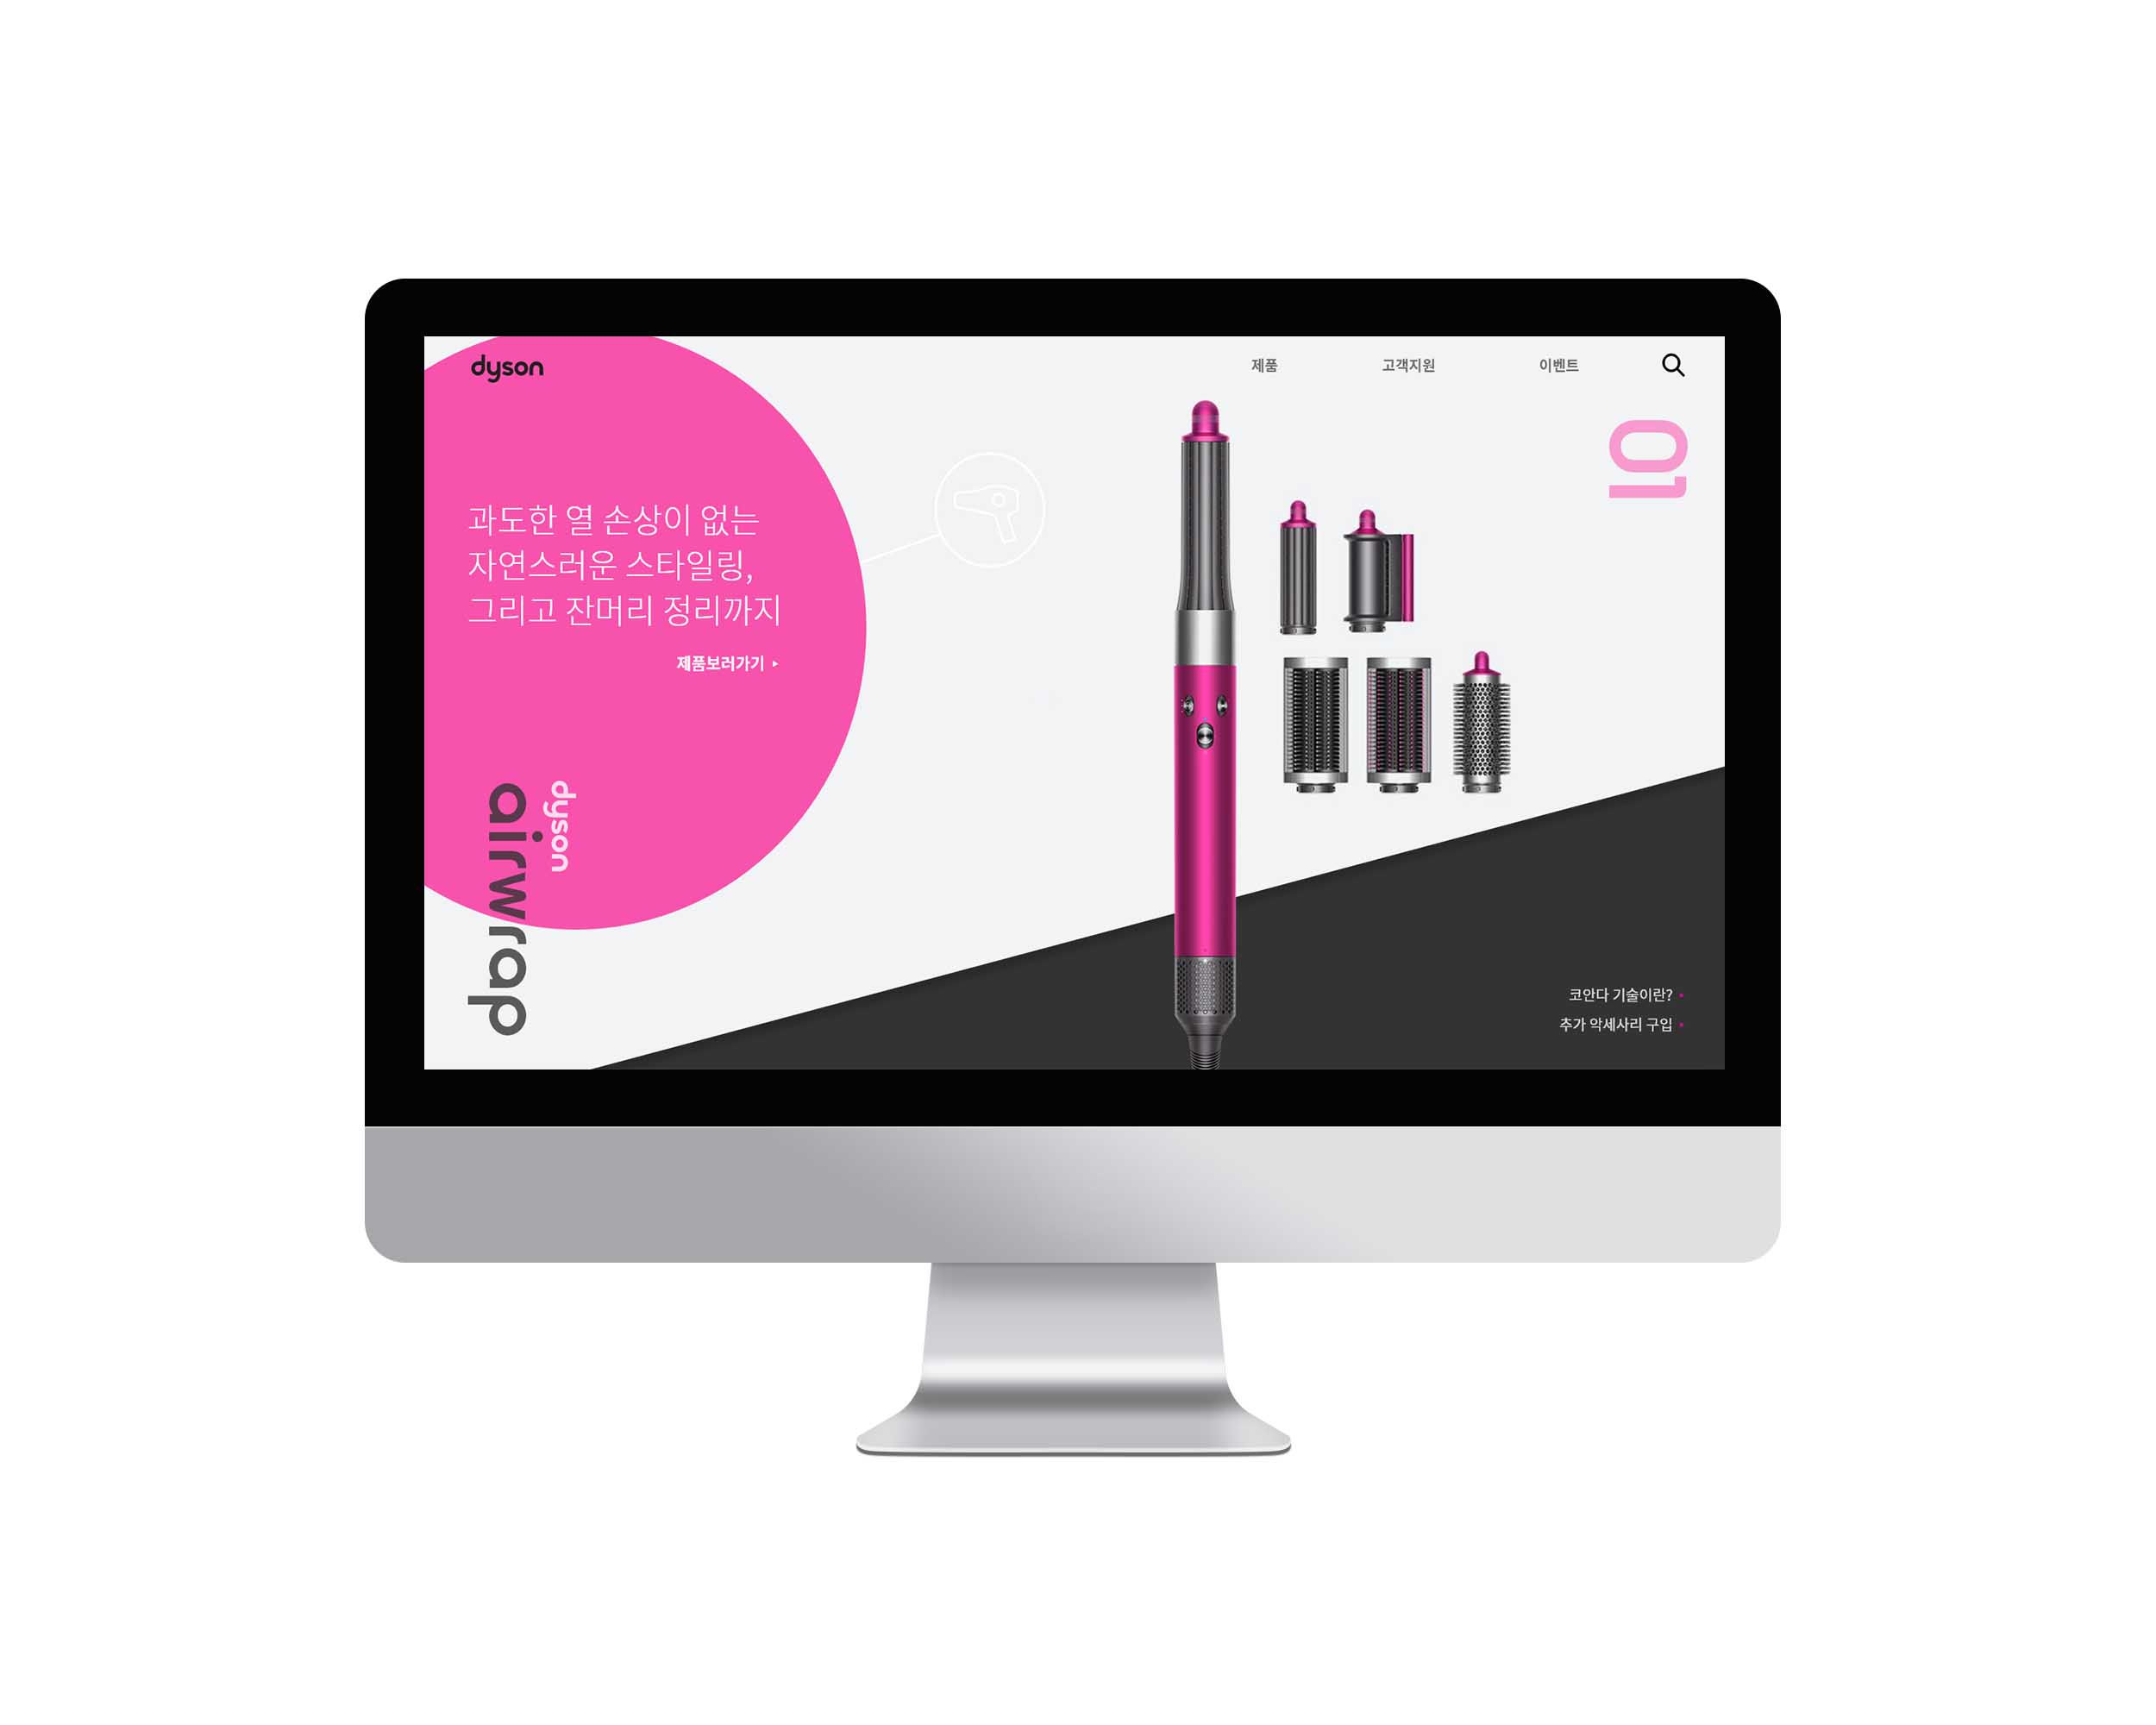 dyson
제품
고객지원
이벤트
01
과도한 열 손상이 없는
자연스러운 스타일링,
그리고 잔머리 정리까지
제품보러가기
dyson
airwrap
코안다 기술이란?
추가 악세사리 구입